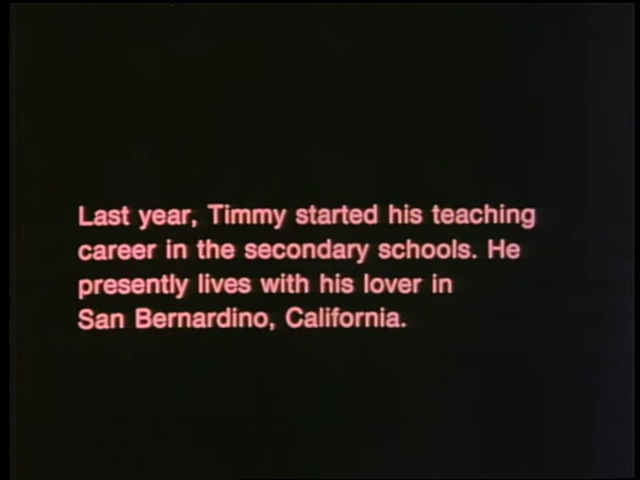 Last year, Timmy started his teaching
career in the secondary schools. He
presently lives with his lover in
San Bernardino, California.